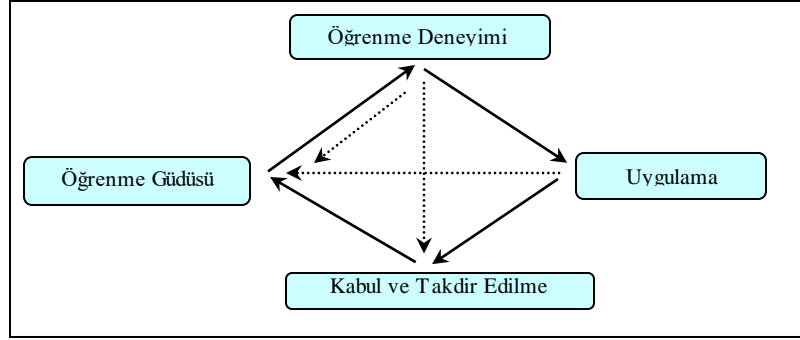 Öğrenme Deneyimi
Öğrenme Güdüsü
Uygulama
Kabul ve Takdir Edilme